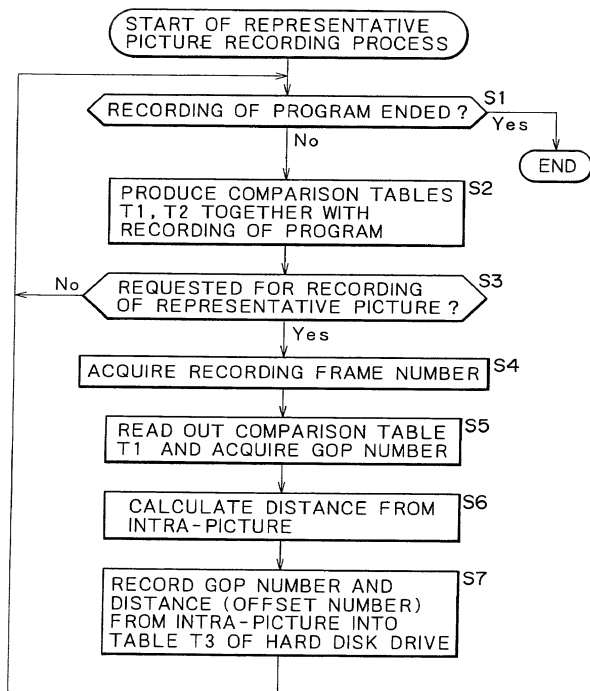 START OF REPRESENTATIVE
PICTURE RECORDING PROCESS
RECORDING OF PROGRAM ENDED ?
S1
Yes
No
END
S2
PRODUCE COMPARISON TABLES
T1, T2 TOGETHER WITH
RECORDING OF PROGRAM
S3
No
REQUESTED FOR RECORDING
OF REPRESENTATIVE PICTURE ?
Yes
ACQUIRE RECORDING FRAME NUMBER
S4
READ OUT COMPARISON TABLE
T1 AND ACQUIRE GOP NUMBER
S5
CALCULATE DISTANCE FROM
INTRA-PICTURE
S6
RECORD GOP NUMBER AND
DISTANCE (OFFSET NUMBER)
FROM INTRA-PICTURE INTO
TABLE T3 OF HARD DISK DRIVE
S7